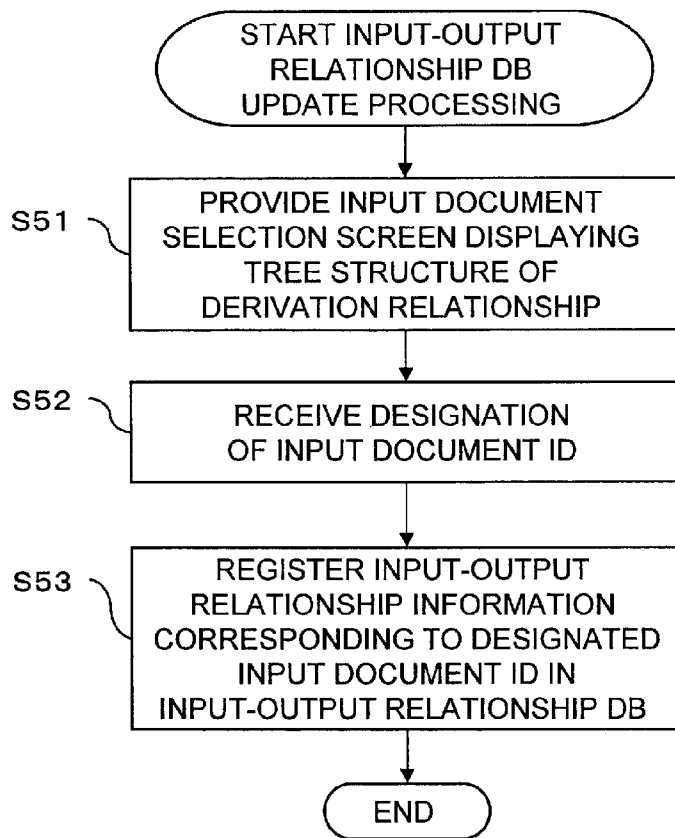 START INPUT-OUTPUT
RELATIONSHIP DB
UPDATE PROCESSING
S51
PROVIDE INPUT DOCUMENT
SELECTION SCREEN DISPLAYING
TREE STRUCTURE OF
DERIVATION RELATIONSHIP
S52
RECEIVE DESIGNATION
OF INPUT DOCUMENT ID
S53
REGISTER INPUT-OUTPUT
RELATIONSHIP INFORMATION
CORRESPONDING TO DESIGNATED
INPUT DOCUMENT ID IN
INPUT-OUTPUT RELATIONSHIP DB
END